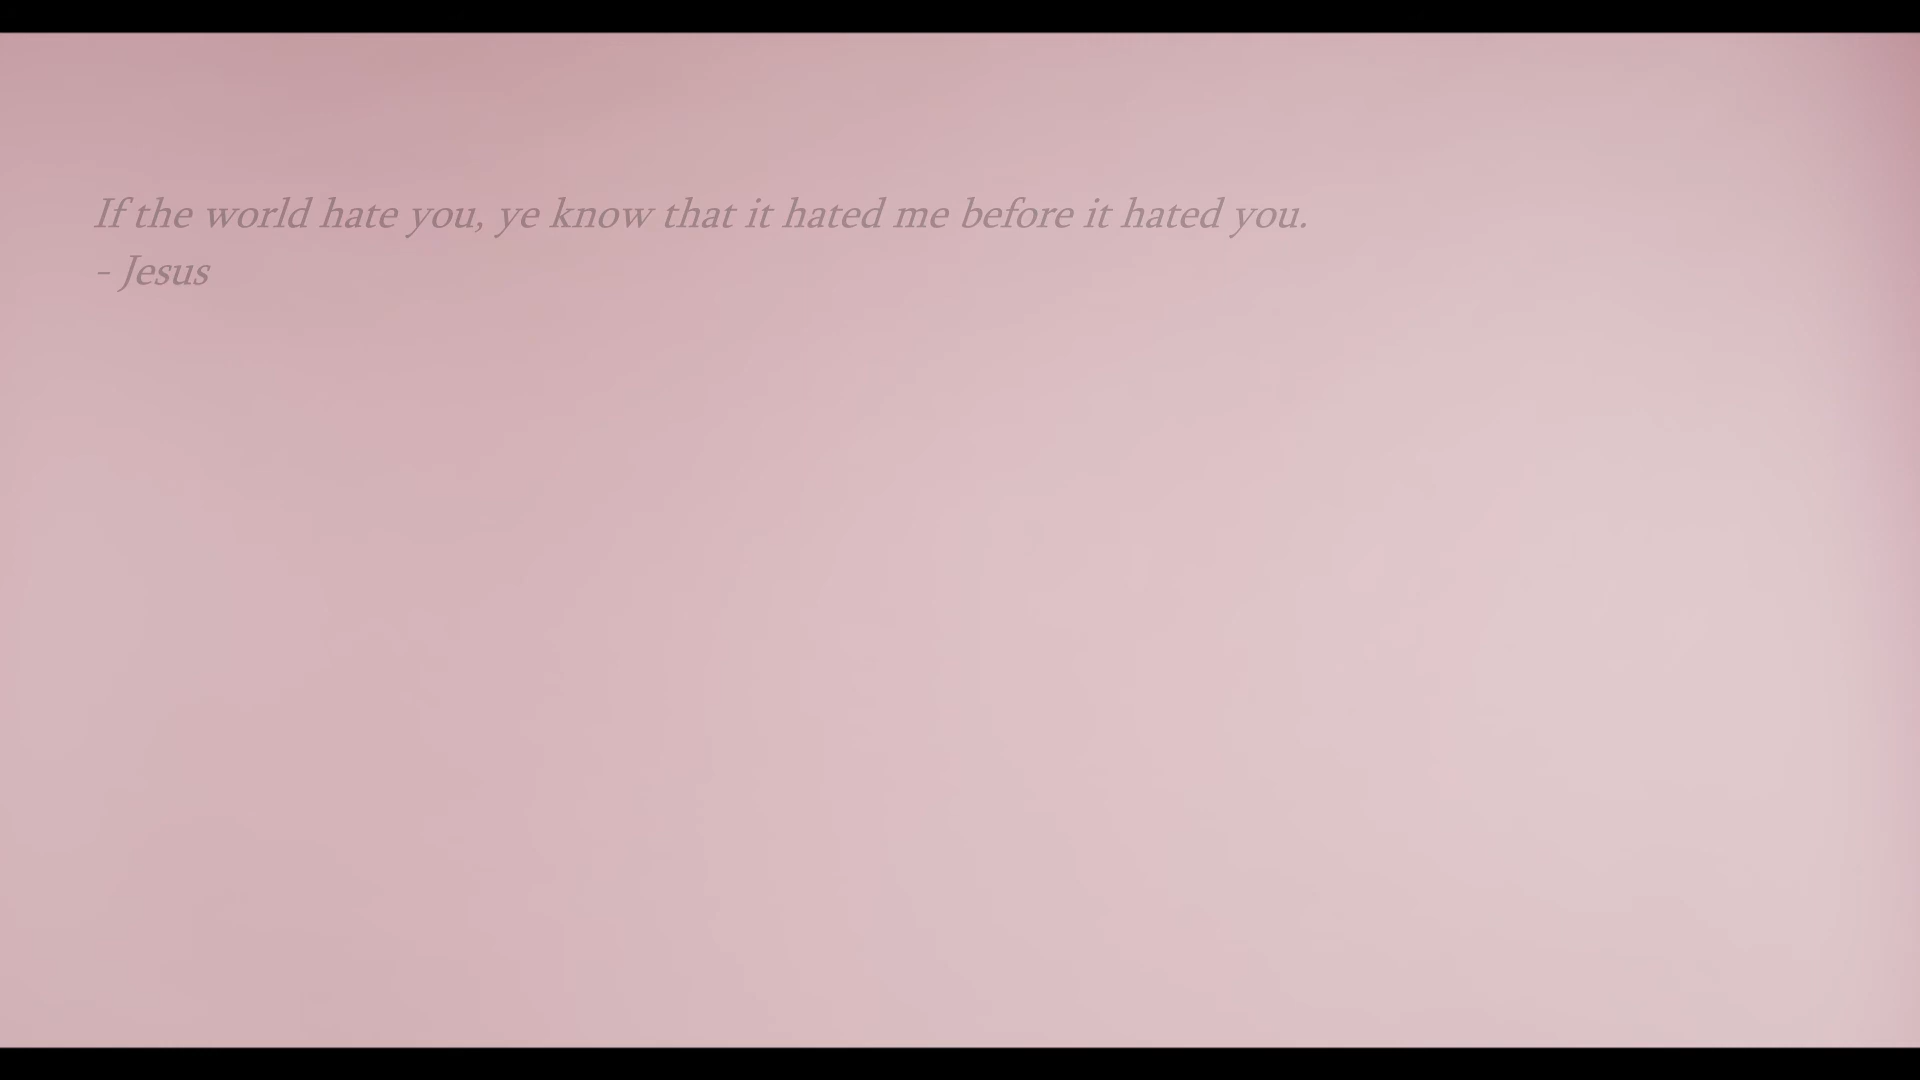 If the world hate you, ye know that it hated me before it hated you.
- Jesus